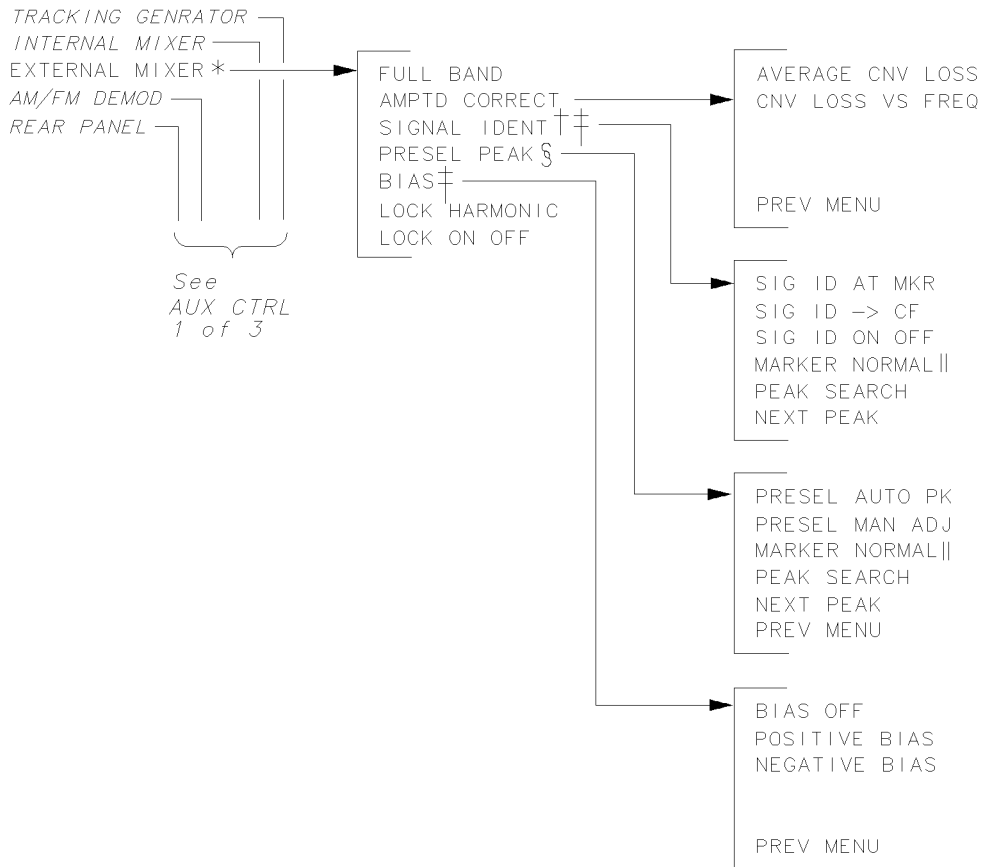 TRACKING GENRATOR
INTERNAL MIXER
EXTERNAL MIXER *
AM/FM DEMOD
REAR PANEL
See
AUX CTRL
1 of 3
FULL BAND
AMPTD CORRECT
SIGNAL IDENT†‡
PRESEL PEAK§
BIAS‡
LOCK HARMONIC
LOCK ON OFF
AVERAGE CNV LOSS
CNV LOSS VS FREQ
PREV MENU
SIG ID AT MKR
SIG ID –> CF
SIG ID ON OFF
MARKER NORMAL||
PEAK SEARCH
NEXT PEAK
PRESEL AUTO PK
PRESEL MAN ADJ
MARKER NORMAL||
PEAK SEARCH
NEXT PEAK
PREV MENU
BIAS OFF
POSITIVE BIAS
NEGATIVE BIAS
PREV MENU